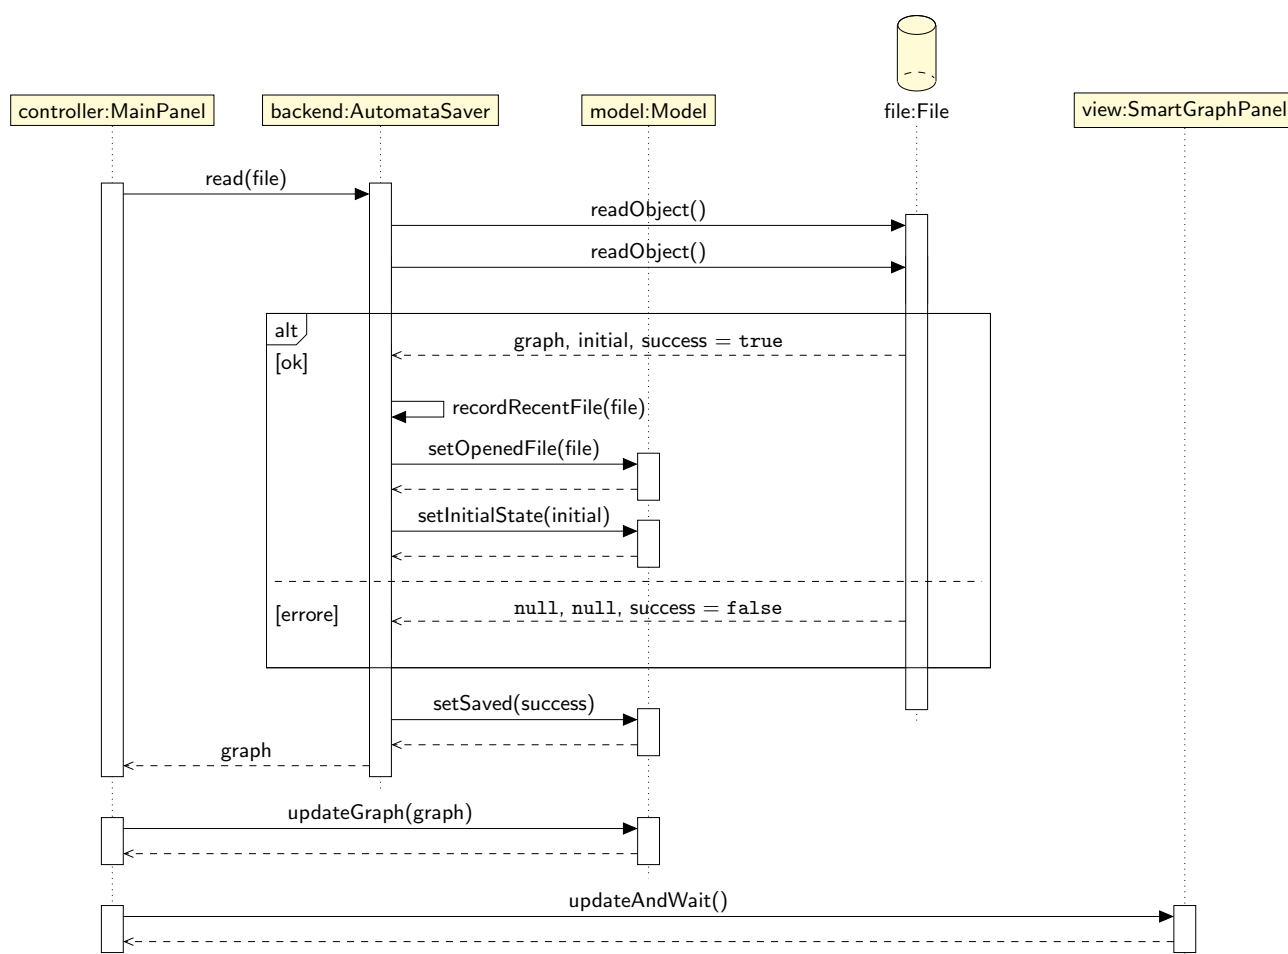 controller:MainPanel
backend:AutomataSaver
model:Model
file:File
view:SmartGraphPanel
read(file)
readObject()
readObject()
alt
[ok]
graph, initial, success = true
recordRecentFile(file)
setOpenedFile(file)
setInitialState(initial)
[errore]
null, null, success = false
setSaved(success)
graph
updateGraph(graph)
updateAndWait()